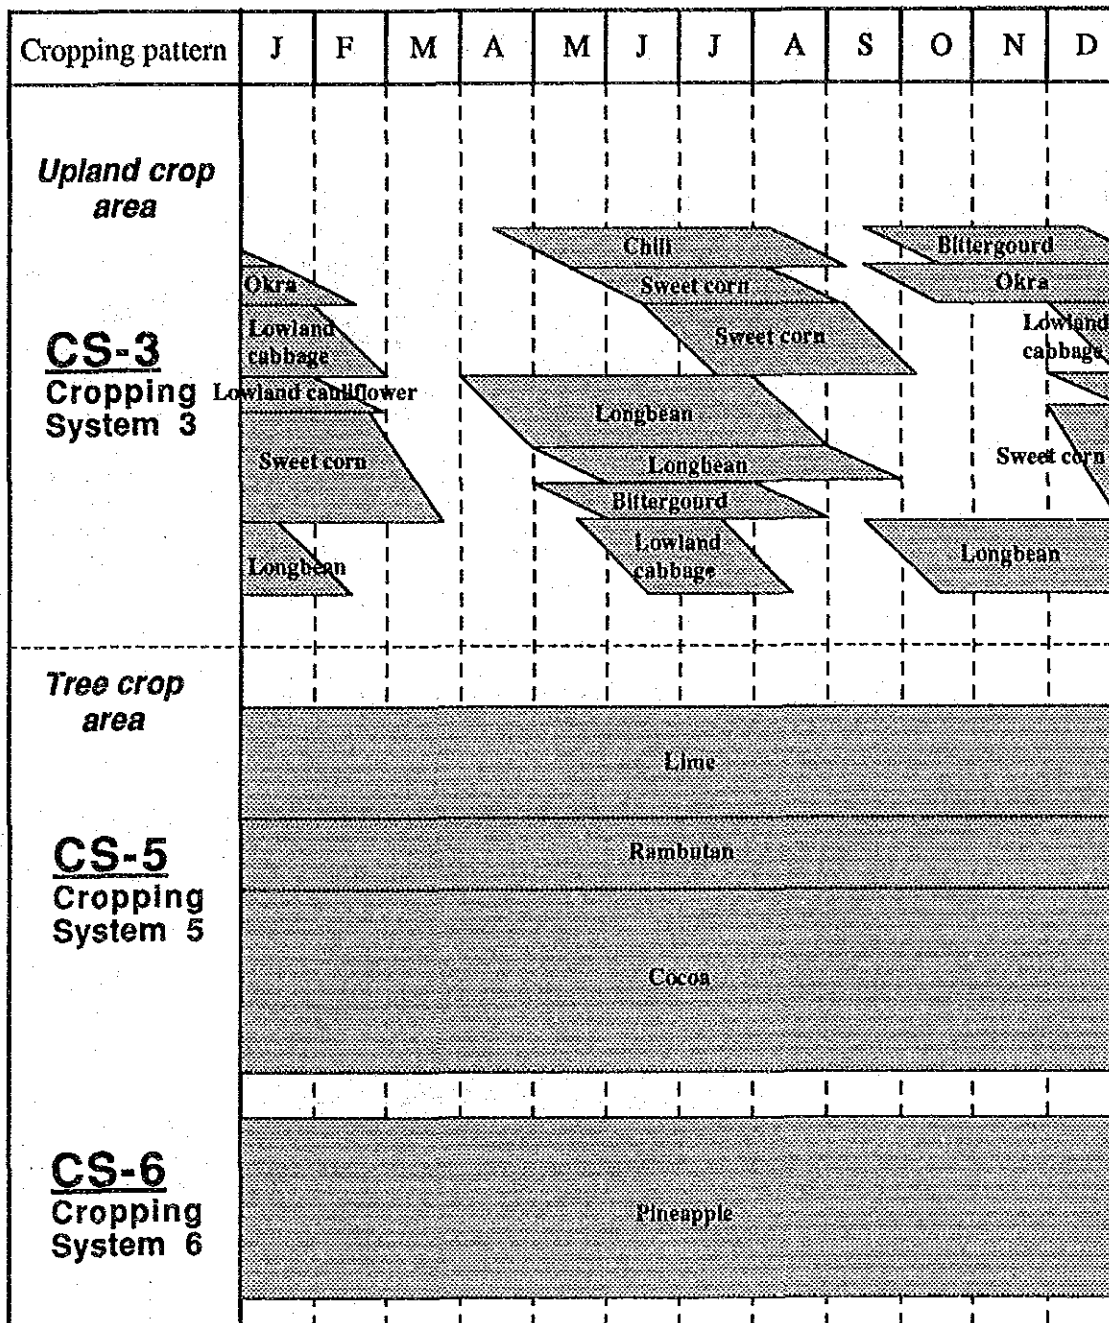 Cropping pattern J F M A M J J A S O N D
Upland crop
area
Chili
Bittergourd
Okra
Sweet corn
Okra
CS-3
Cropping
System 3
Lowland
cabbage
Sweet corn
Lowland
cabbage
Lowland cauliflower
Longbean
Sweet corn
Longbean
Sweet corn
Bittergourd
Longbean
Lowland
cabbage
Longbean
Tree crop
area
Lime
CS-5
Cropping
System 5
Rambutan
Cocoa
CS-6
Cropping
System 6
Pineapple